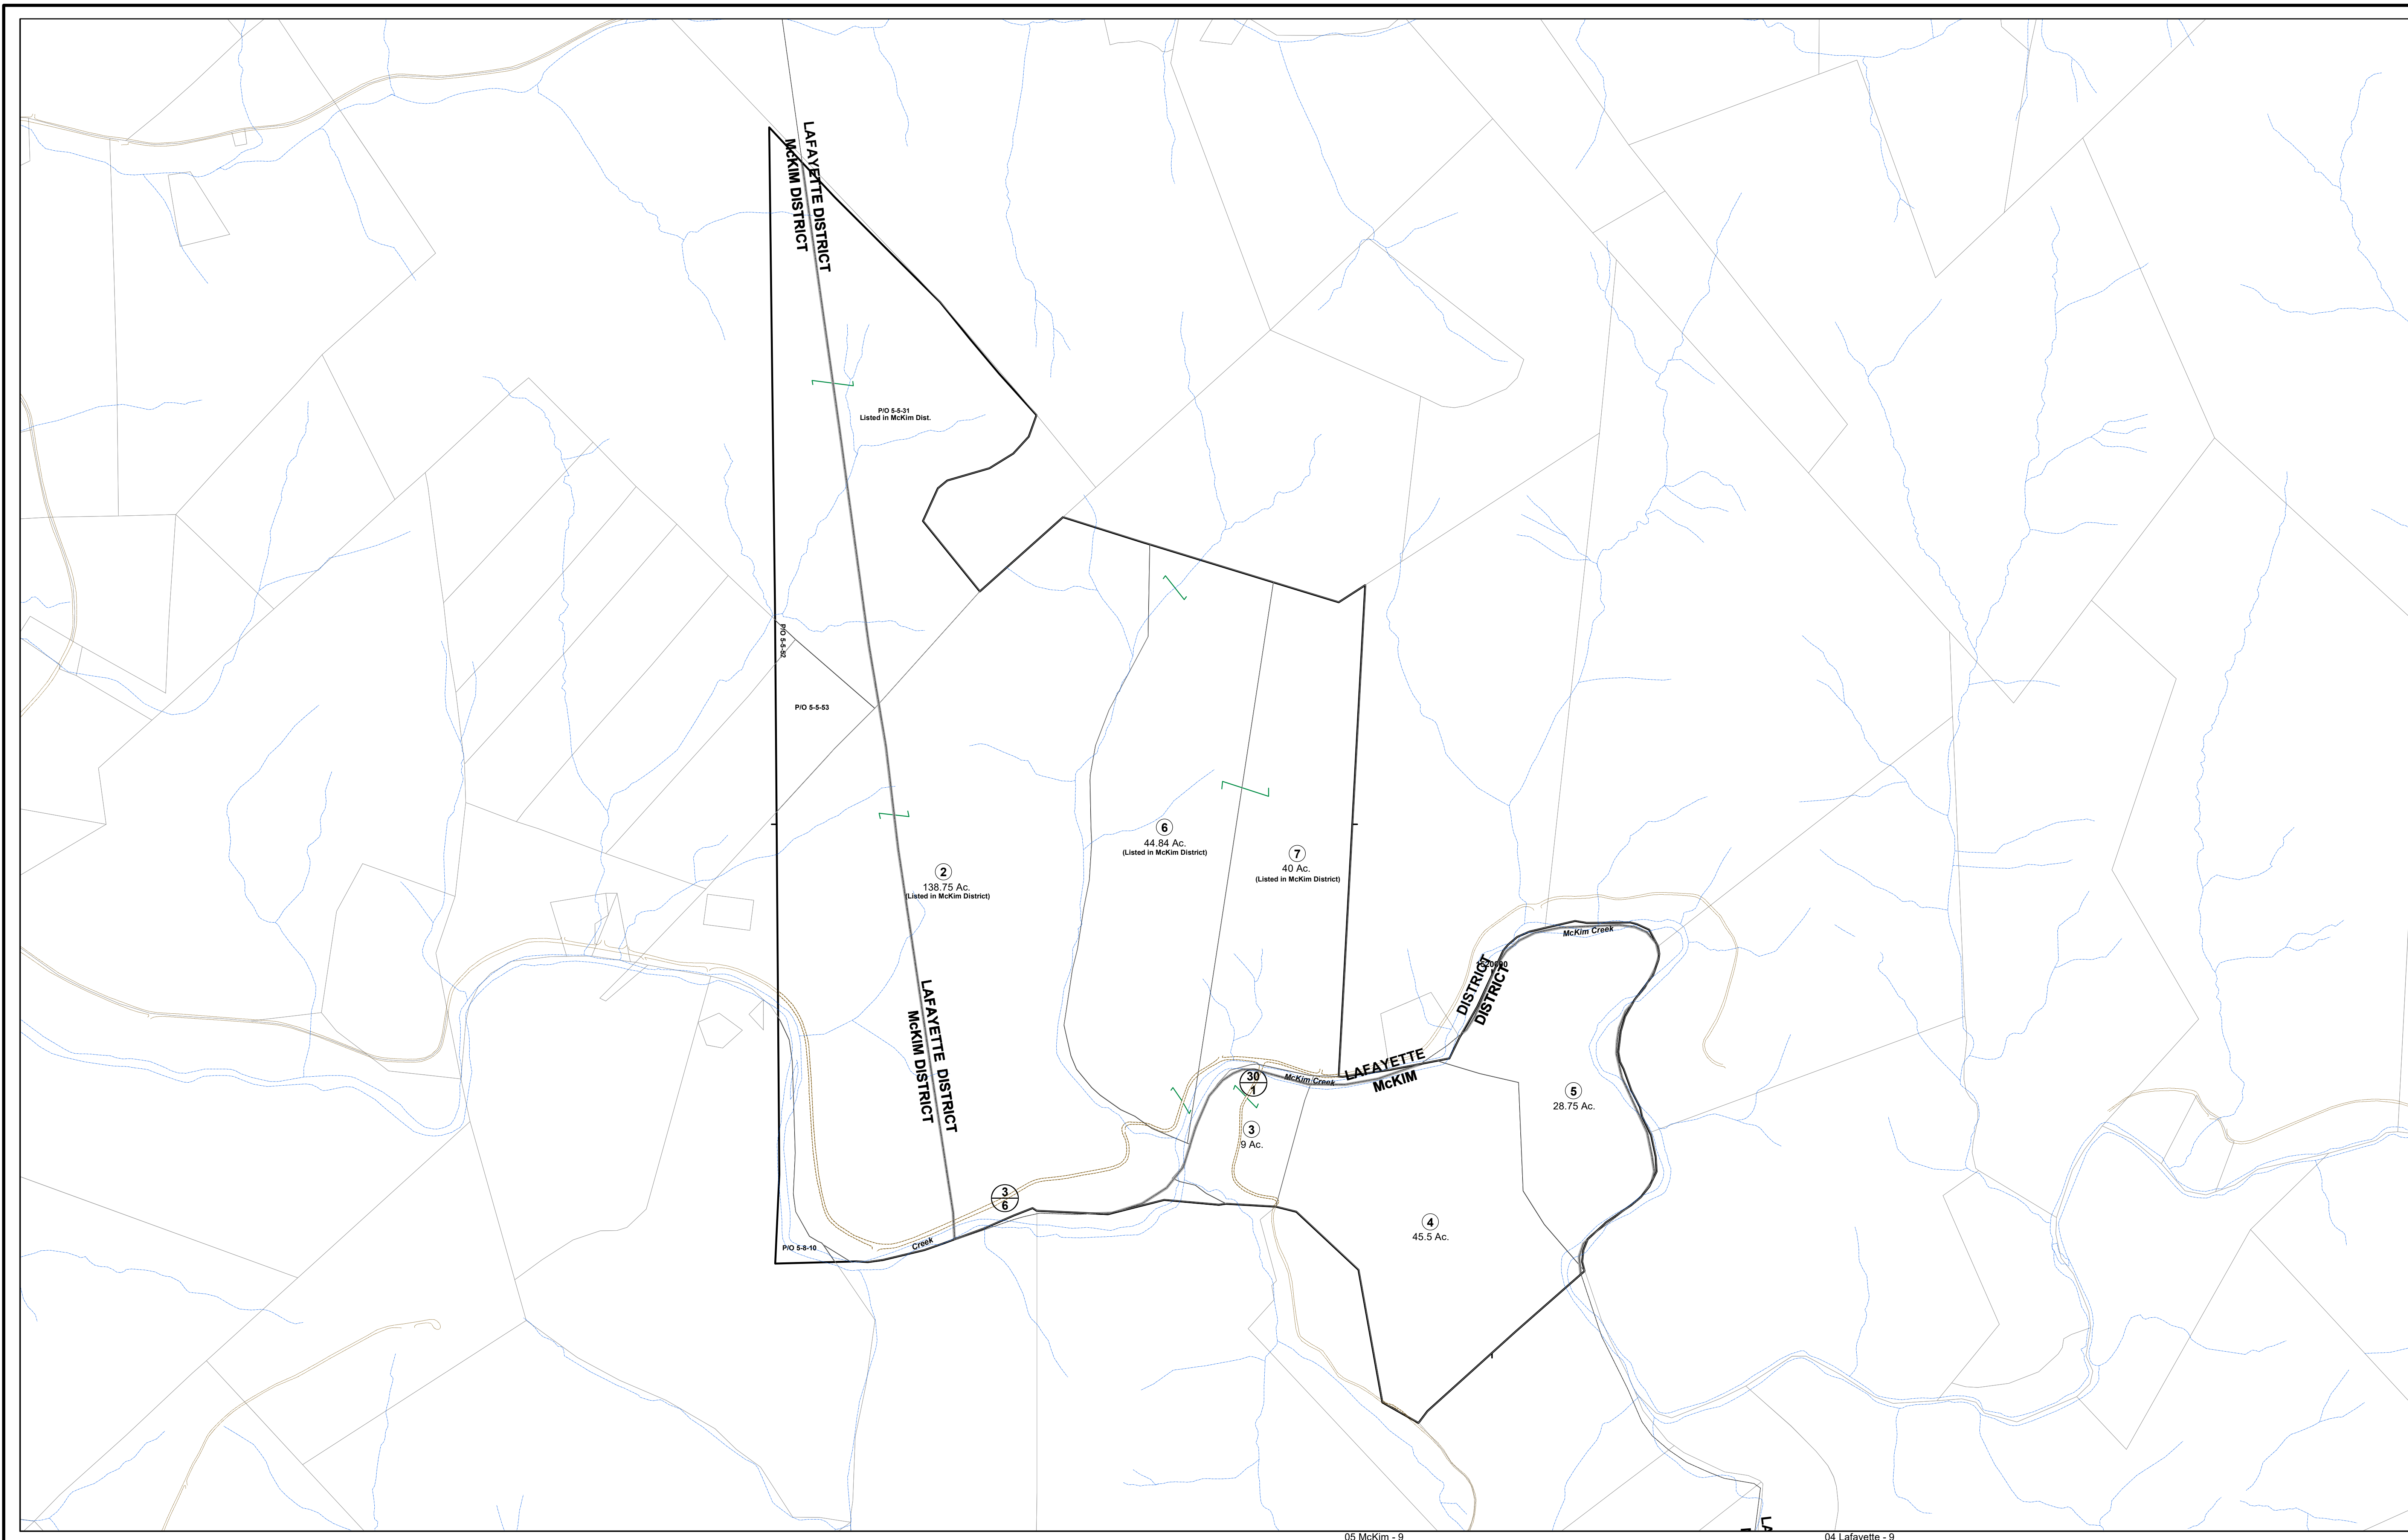 LAFAYETTE DISTRICT
McKIM DISTRICT
P/O 5-5-31
Listed in McKim Dist.
P/O 5-5-52
P/O 5-5-53
6
44.84 Ac.
(Listed in McKim District)
7
40 Ac.
(Listed in McKim District)
2
138.75 Ac.
(Listed in McKim District)
McKim Creek
DISTRICT
DISTRICT
LAFAYETTE DISTRICT
McKIM DISTRICT
LAFAYETTE
McKIM
30
1
McKim Creek
5
28.75 Ac.
3
9 Ac.
3
6
4
45.5 Ac.
Creek
P/O 5-8-10
LA
05 McKim - 9
04 Lafayette - 9